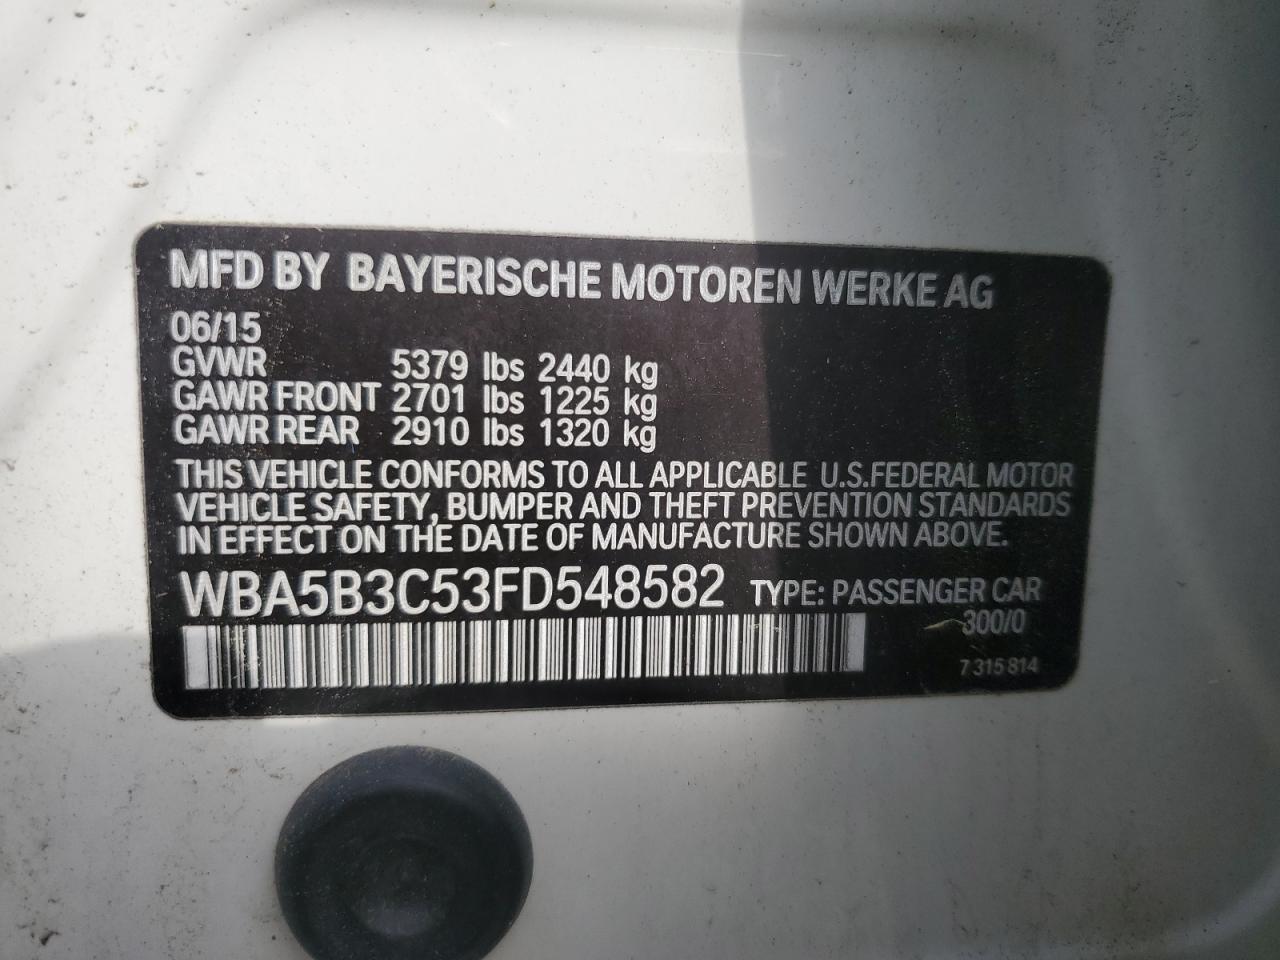 MFD BY BAYERISCHE MOTOREN WERKE AG
06/15
GVWR 5379 lbs 2440 kg
GAWR FRONT 2701 lbs 1225 kg
GAWR REAR 2910 lbs 1320 kg
THIS VEHICLE CONFORMS TO ALL APPLICABLE U.S.FEDERAL MOTOR
VEHICLE SAFETY, BUMPER AND THEFT PREVENTION STANDARDS
IN EFFECT ON THE DATE OF MANUFACTURE SHOWN ABOVE.
WBA5B3C53FD548582 TYPE: PASSENGER CAR
300/0
7 315 814